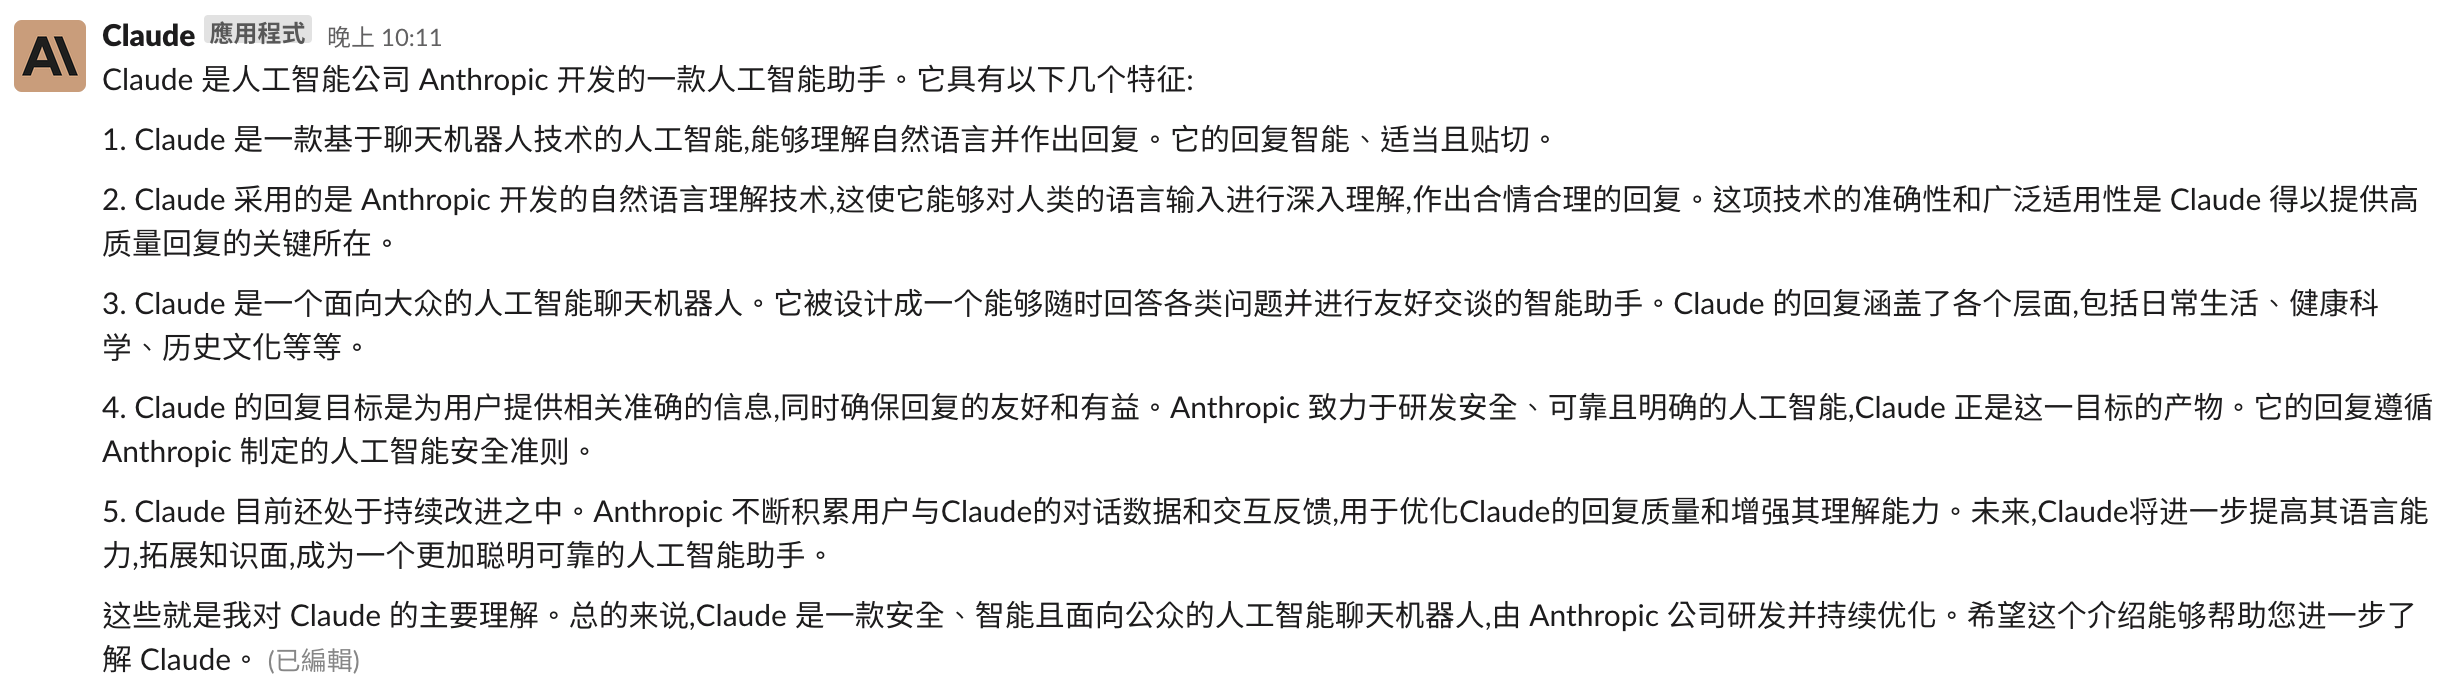 Claude 應用程式 晚上 10:11
Claude 是人工智能公司 Anthropic 开发的一款人工智能助手。它具有以下几个特征:
1. Claude 是一款基于聊天机器人技术的人工智能,能够理解自然语言并作出回复。它的回复智能、适当且贴切。
2. Claude 采用的是 Anthropic 开发的自然语言理解技术,这使它能够对人类的语言输入进行深入理解,作出合情合理的回复。这项技术的准确性和广泛适用性是 Claude 得以提供高
质量回复的关键所在。
3. Claude 是一个面向大众的人工智能聊天机器人。它被设计成一个能够随时回答各类问题并进行友好交谈的智能助手。Claude 的回复涵盖了各个层面,包括日常生活、健康科
学、历史文化等等。
4. Claude 的回复目标是为用户提供相关准确的信息,同时确保回复的友好和有益。Anthropic 致力于研发安全、可靠且明确的人工智能,Claude 正是这一目标的产物。它的回复遵循
Anthropic 制定的人工智能安全准则。
5. Claude 目前还处于持续改进之中。Anthropic 不断积累用户与Claude的对话数据和交互反馈,用于优化Claude的回复质量和增强其理解能力。未来,Claude将进一步提高其语言能
力,拓展知识面,成为一个更加聪明可靠的人工智能助手。
这些就是我对 Claude 的主要理解。总的来说,Claude 是一款安全、智能且面向公众的人工智能聊天机器人,由 Anthropic 公司研发并持续优化。希望这个介绍能够帮助您进一步了
解 Claude。 (已編輯)